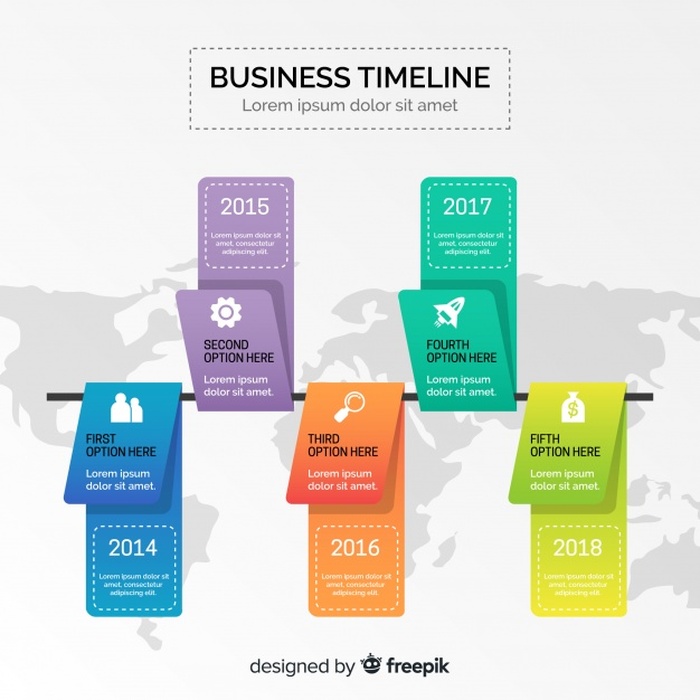 BUSINESS TIMELINE
Lorem ipsum dolor sit amet
2015
Lorem ipsum dolor sit
amet, consectetur
adipiscing elit.
SECOND
OPTION HERE
Lorem ipsum
dolor sit amet.
2017
Lorem ipsum dolor sit
amet, consectetur
adipiscing elit.
FOURTH
OPTION HERE
Lorem ipsum
dolor sit amet.
FIRST
OPTION HERE
Lorem ipsum
dolor sit amet.
2014
Lorem ipsum dolor sit
amet, consectetur
adipiscing elit.
THIRD
OPTION HERE
Lorem ipsum
dolor sit amet.
2016
Lorem ipsum dolor sit
amet, consectetur
adipiscing elit.
$
FIFTH
OPTION HERE
Lorem ipsum
dolor sit amet.
2018
Lorem ipsum dolor sit
amet, consectetur
adipiscing elit.
designed by freepik